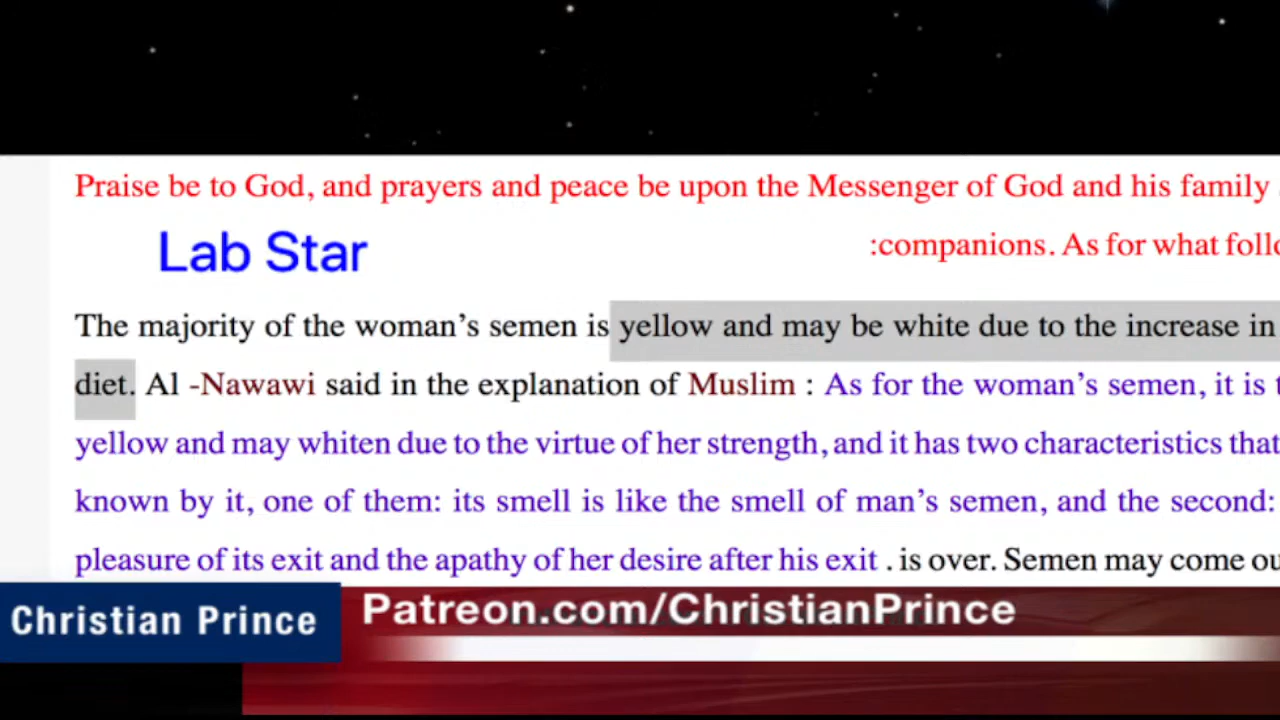 Praise be to God, and prayers and peace be upon the Messenger of God and his family
Lab Star
:companions. As for what follo
The majority of the woman’s semen is yellow and may be white due to the increase in
diet. Al -Nawawi said in the explanation of Muslim : As for the woman’s semen, it is t
yellow and may whiten due to the virtue of her strength, and it has two characteristics that
known by it, one of them: its smell is like the smell of man’s semen, and the second:
pleasure of its exit and the apathy of her desire after his exit . is over. Semen may come ou
Christian Prince
Patreon.com/ChristianPrince